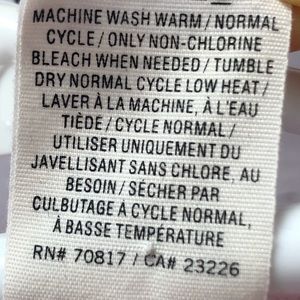 MACHINE WASH WARM / NORMAL
CYCLE / ONLY NON-CHLORINE
BLEACH WHEN NEEDED / TUMBLE
DRY NORMAL CYCLE LOW HEAT /
LAVER À LA MACHINE, À L'EAU
TIÈDE / CYCLE NORMAL /
UTILISER UNIQUEMENT DU
JAVELLISANT SANS CHLORE, AU
BESOIN / SÉCHER PAR
CULBUTAGE À CYCLE NORMAL,
À BASSE TEMPÉRATURE
RN# 70817 / CA# 23226